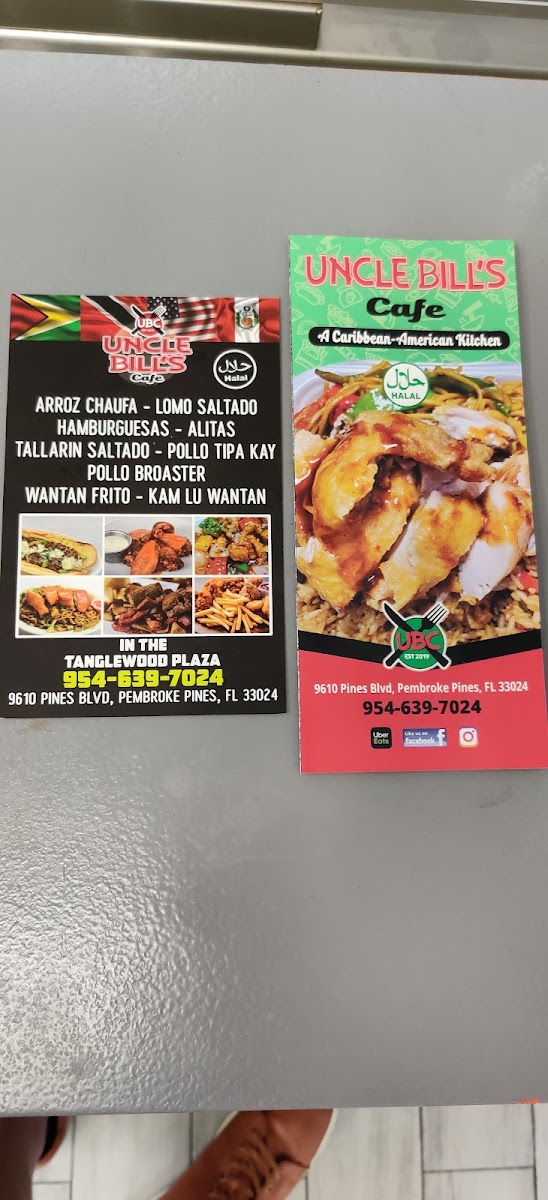 UBC
UNCLE
BILL'S
Cafe
حلال
Halal
ARROZ CHAUFA - LOMO SALTADO
HAMBURGUESAS - ALITAS
TALLARIN SALTADO - POLLO TIPA KAY
POLLO BROASTER
WANTAN FRITO - KAM LU WANTAN
IN THE
TANGLEWOOD PLAZA
954-639-7024
9610 PINES BLVD, PEMBROKE PINES, FL 33024
UNCLE BILL'S
Cafe
A Caribbean-American Kitchen
حلال
HALAL
UBC
EST 2019
9610 Pines Blvd, Pembroke Pines, FL 33024
954-639-7024
Uber
Eats
Like us on
facebook
f